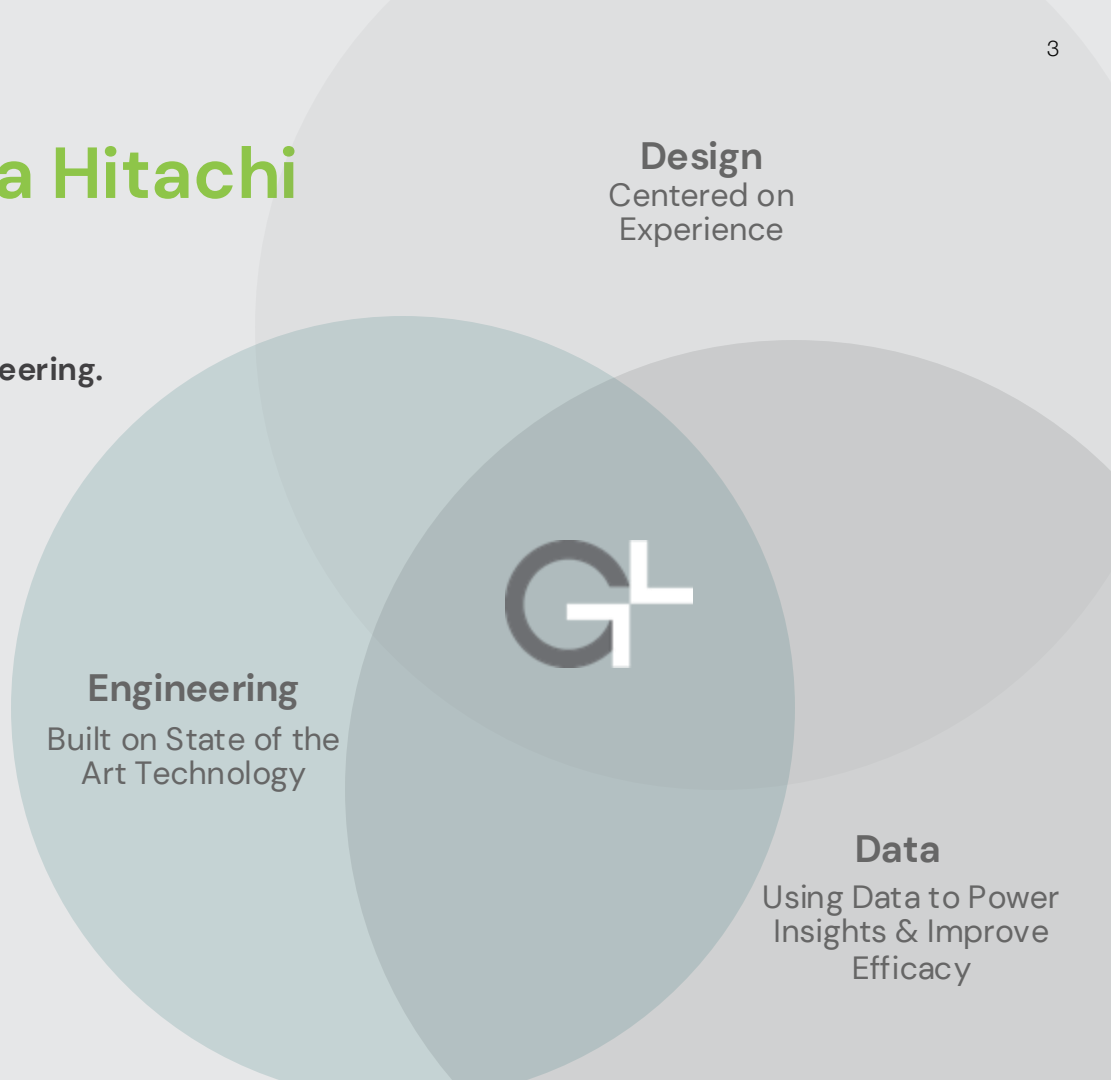 3
a Hitachi
Design
Centered on
Experience
eering.
Engineering
Built on State of the
Art Technology
Data
Using Data to Power
Insights & Improve
Efficacy